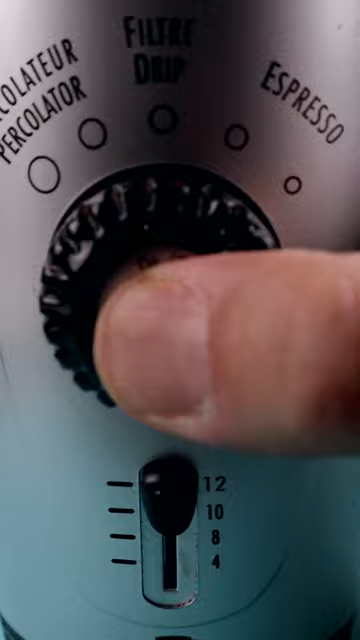 COLATEUR
PERCOLATOR
FILTRE
DRIP
ESPRESSO
12
10
8
4